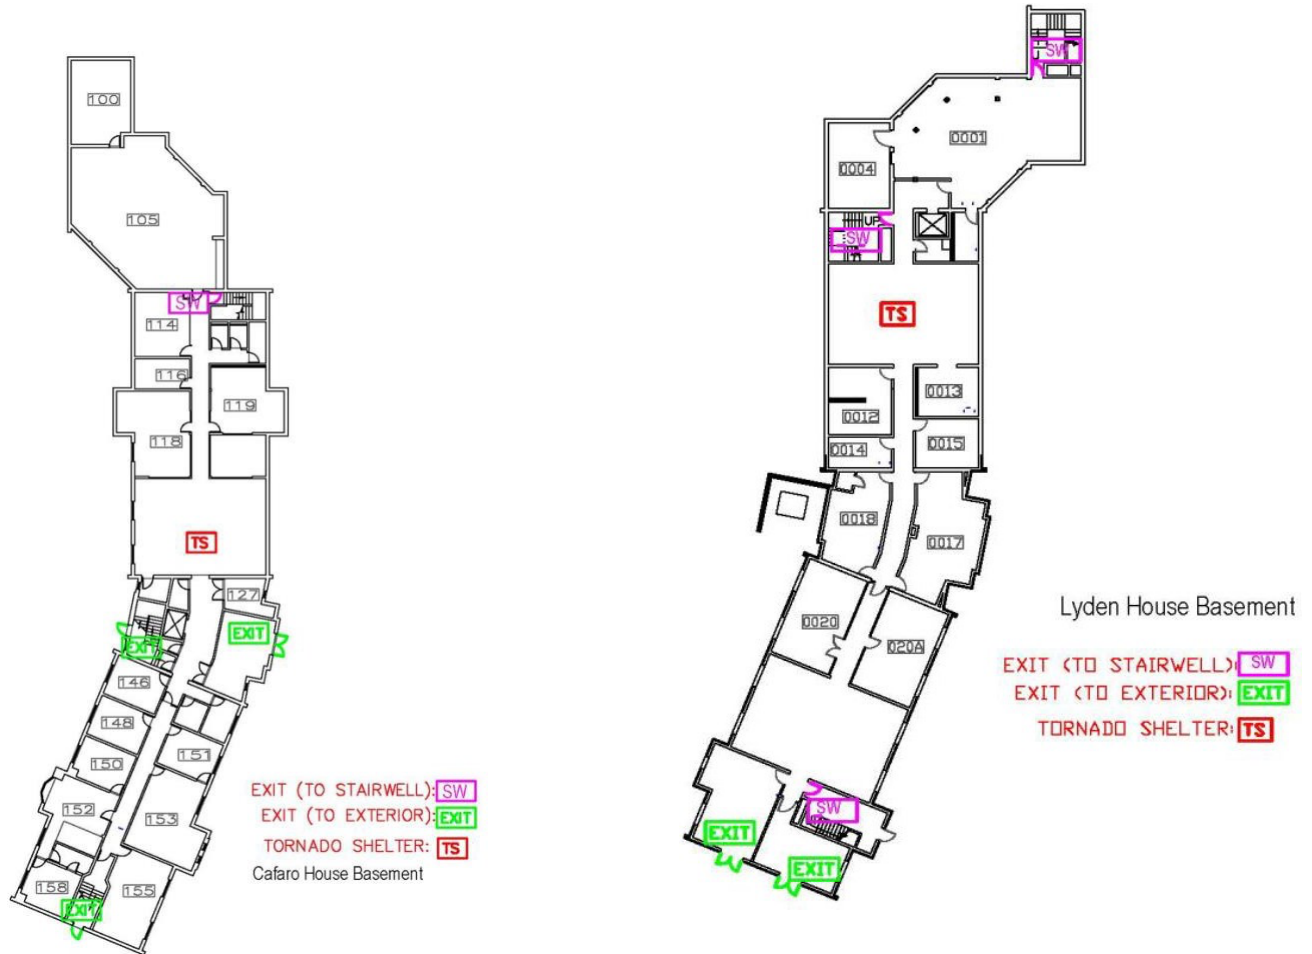 100
105
SW
114
116
119
118
TS
127
EXIT
EXIT
146
148
151
150
152
153
158
155
EXIT
EXIT (TO STAIRWELL): SW
EXIT (TO EXTERIOR): EXIT
TORNADO SHELTER: TS
Cafaro House Basement
SW
0001
0004
UP
SW
TS
0013
0012
0015
0014
0018
0017
0020
020A
SW
EXIT
EXIT
Lyden House Basement
EXIT (TO STAIRWELL): SW
EXIT (TO EXTERIOR): EXIT
TORNADO SHELTER: TS